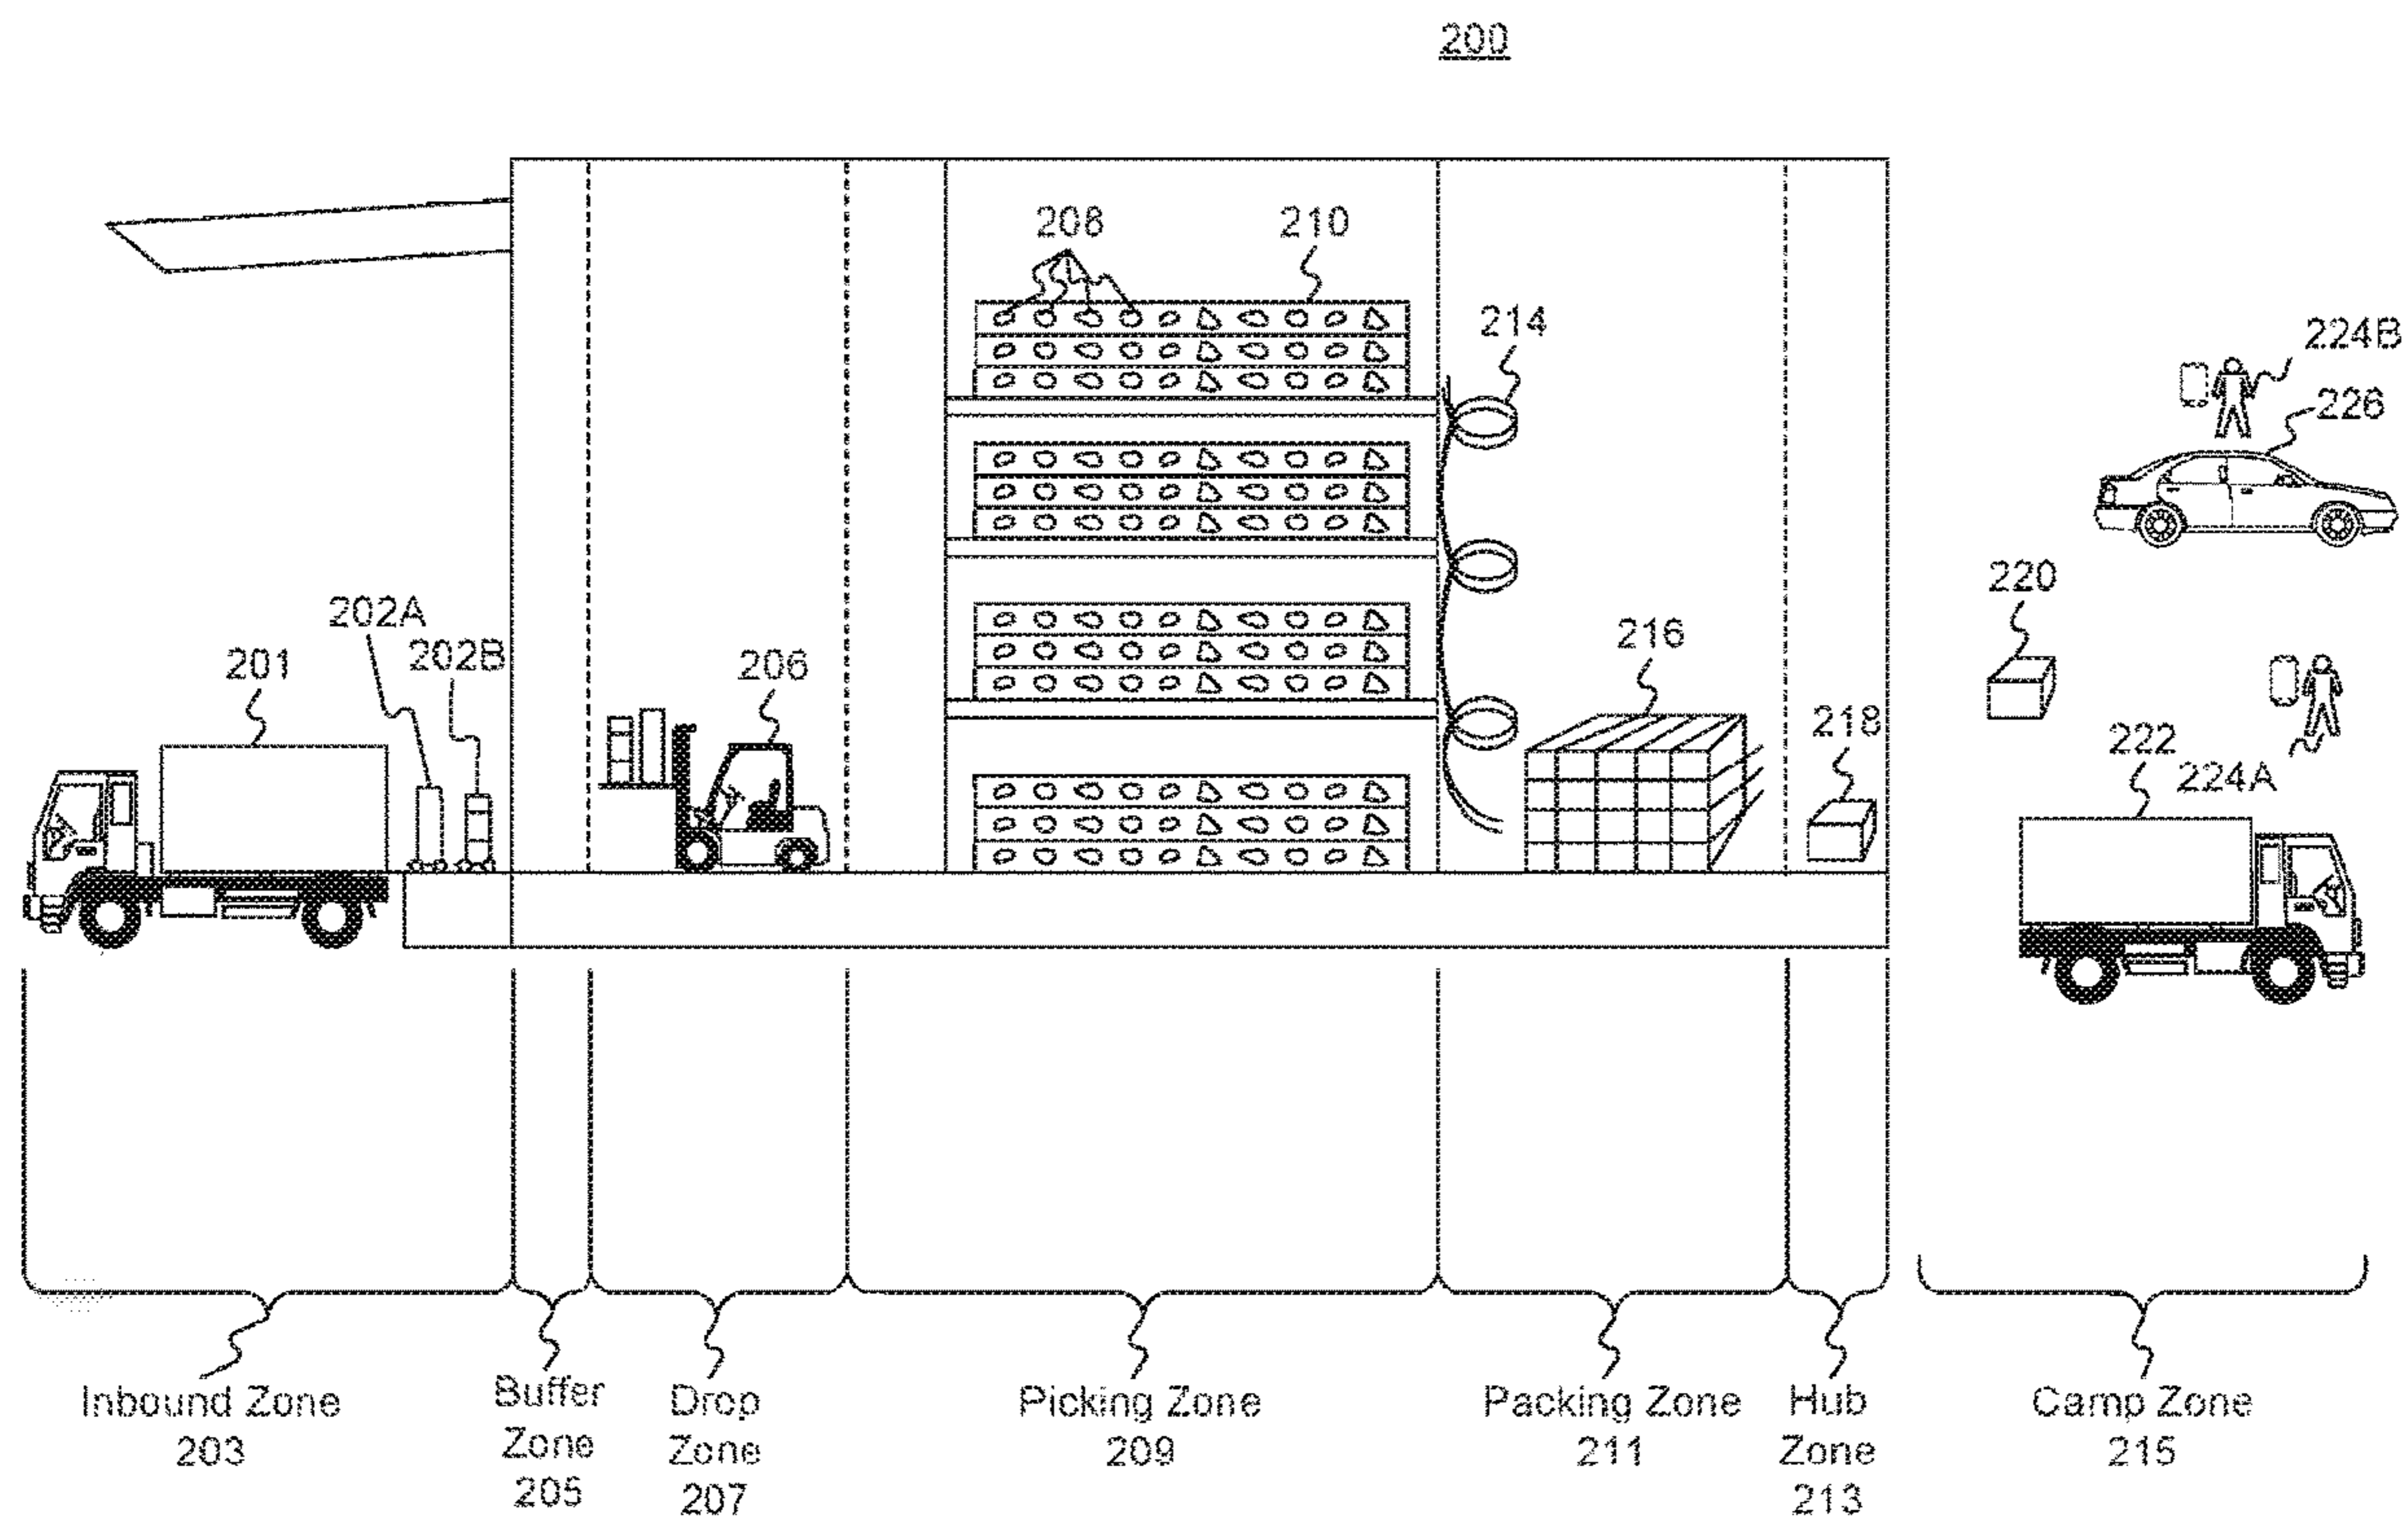 200
208
210
214
224B
226
220
202A
202B
201
206
216
218
222
224A
Inbound Zone
203
Buffer
Zone
205
Drop
Zone
207
Picking Zone
209
Packing Zone
211
Hub
Zone
213
Camp Zone
215